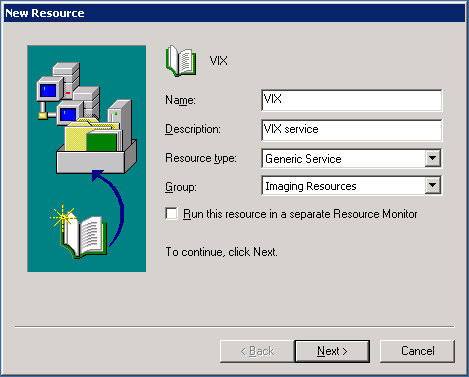 New Resource
VIX
Name: VIX
Description: VIX service
Resource type: Generic Service
Group: Imaging Resources
Run this resource in a separate Resource Monitor
To continue, click Next.
< Back Next > Cancel